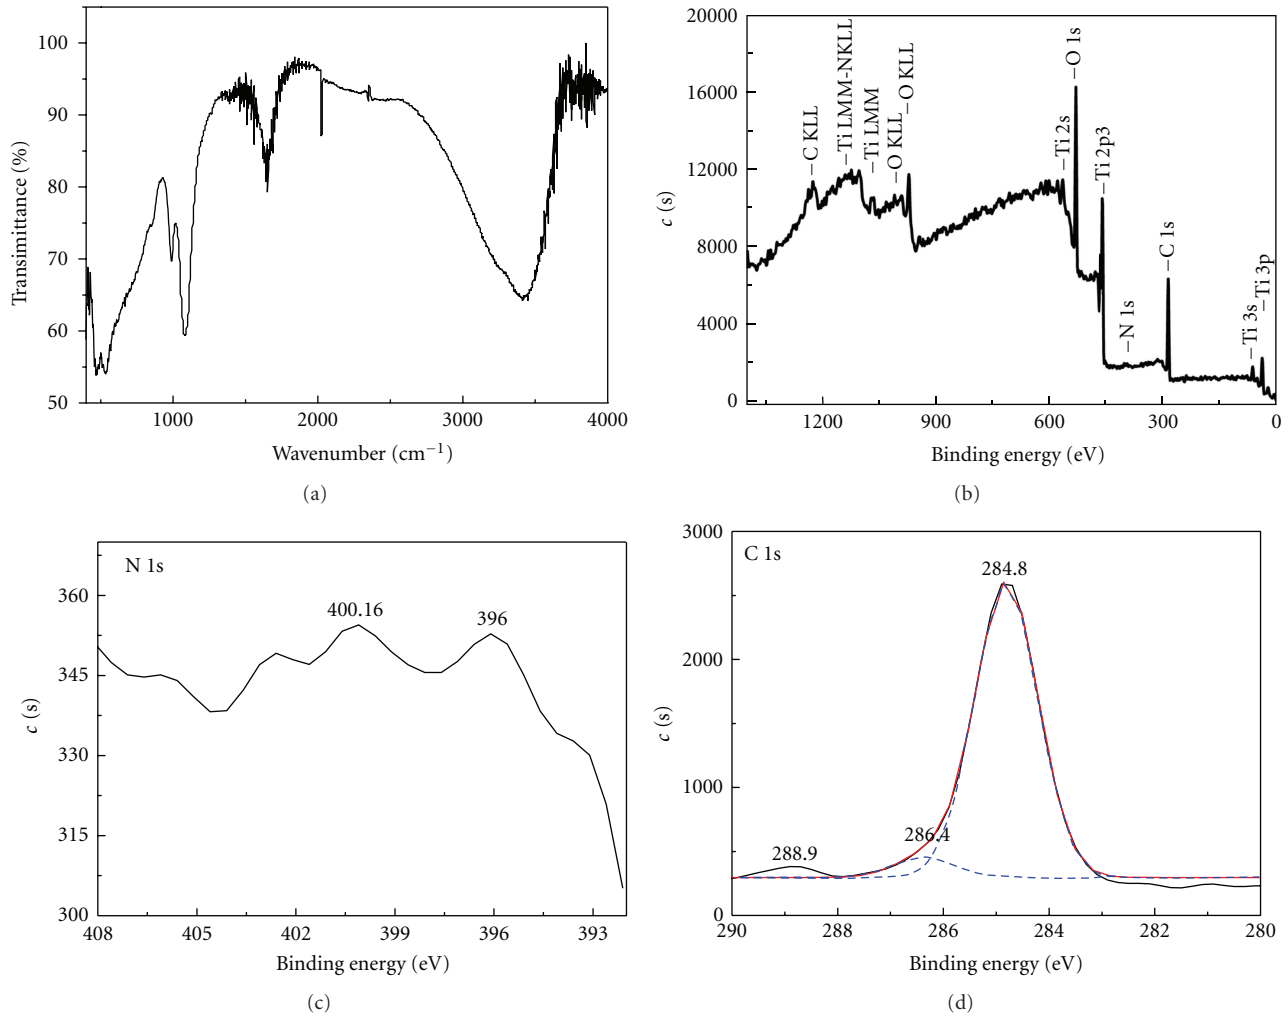 100
90
80
70
60
50
Transimittance (%)
1000
2000
3000
4000
Wavenumber (cm−1)
(a)
20000
16000
12000
8000
4000
0
c (s)
C KLL
Ti LMM-NKLL
Ti LMM
O KLL
O KLL
Ti 2s
O 1s
Ti 2p3
N 1s
C 1s
Ti 3s
Ti 3p
1200
900
600
300
0
Binding energy (eV)
(b)
N 1s
360
345
330
315
300
c (s)
400.16
396
408
405
402
399
396
393
Binding energy (eV)
(c)
C 1s
3000
2000
1000
0
c (s)
284.8
286.4
288.9
290
288
286
284
282
280
Binding energy (eV)
(d)